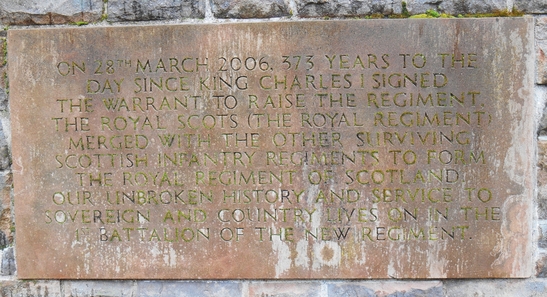 ON 28TH MARCH 2006, 373 YEARS TO THE
DAY SINCE KING CHARLES I SIGNED
THE WARRANT TO RAISE THE REGIMENT,
THE ROYAL SCOTS (THE ROYAL REGIMENT)
MERGED WITH THE OTHER SURVIVING
SCOTTISH INFANTRY REGIMENTS TO FORM
THE ROYAL REGIMENT OF SCOTLAND
OUR UNBROKEN HISTORY AND SERVICE TO
SOVEREIGN AND COUNTRY LIVES ON IN THE
1ST BATTALION OF THE NEW REGIMENT.